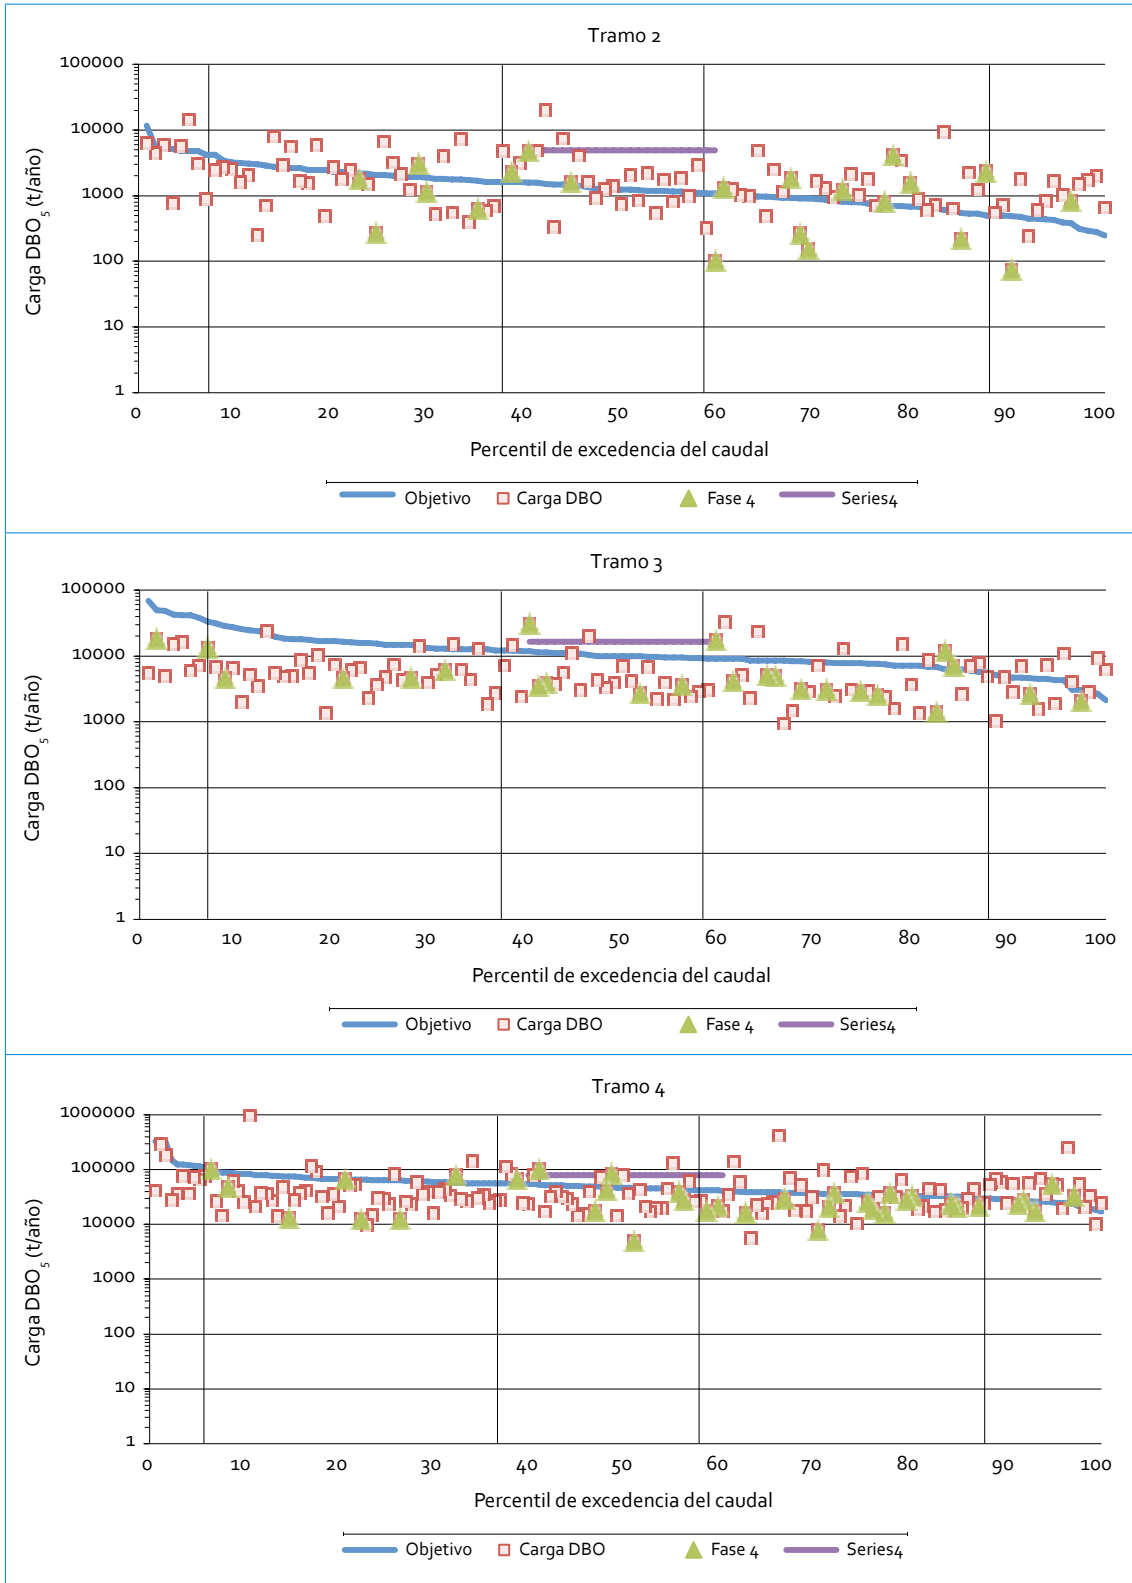 Tramo 2
Carga DBO₅ (t/año)
100000
10000
1000
100
10
1
0 10 20 30 40 50 60 70 80 90 100
Percentil de excedencia del caudal
Objetivo Carga DBO Fase 4 Series4
Tramo 3
Carga DBO₅ (t/año)
100000
10000
1000
100
10
1
0 10 20 30 40 50 60 70 80 90 100
Percentil de excedencia del caudal
Objetivo Carga DBO Fase 4 Series4
Tramo 4
Carga DBO₅ (t/año)
1000000
100000
10000
1000
100
10
1
0 10 20 30 40 50 60 70 80 90 100
Percentil de excedencia del caudal
Objetivo Carga DBO Fase 4 Series4